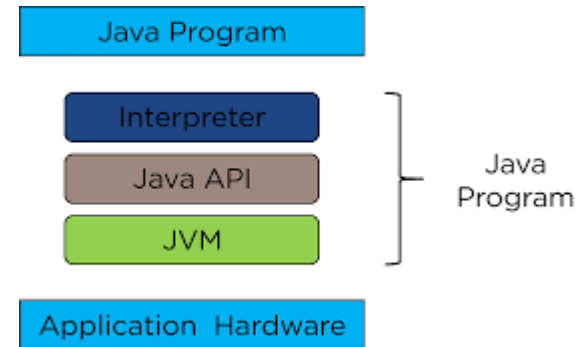 Java Program
Interpreter
Java API
JVM
Java
Program
Application Hardware